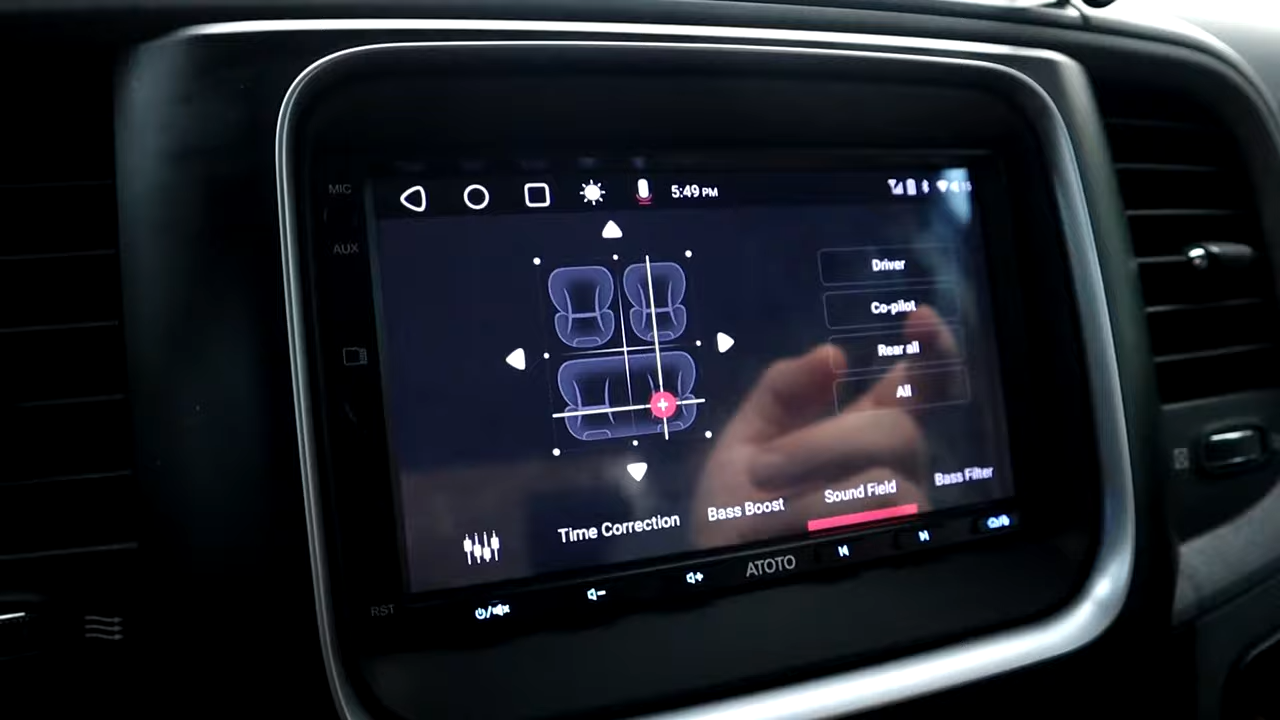 MIC
5:49 PM
AUX
Driver
Co-pilot
Rear all
All
Time Correction
Bass Boost
Sound Field
Bass Filter
ATOTO
RST